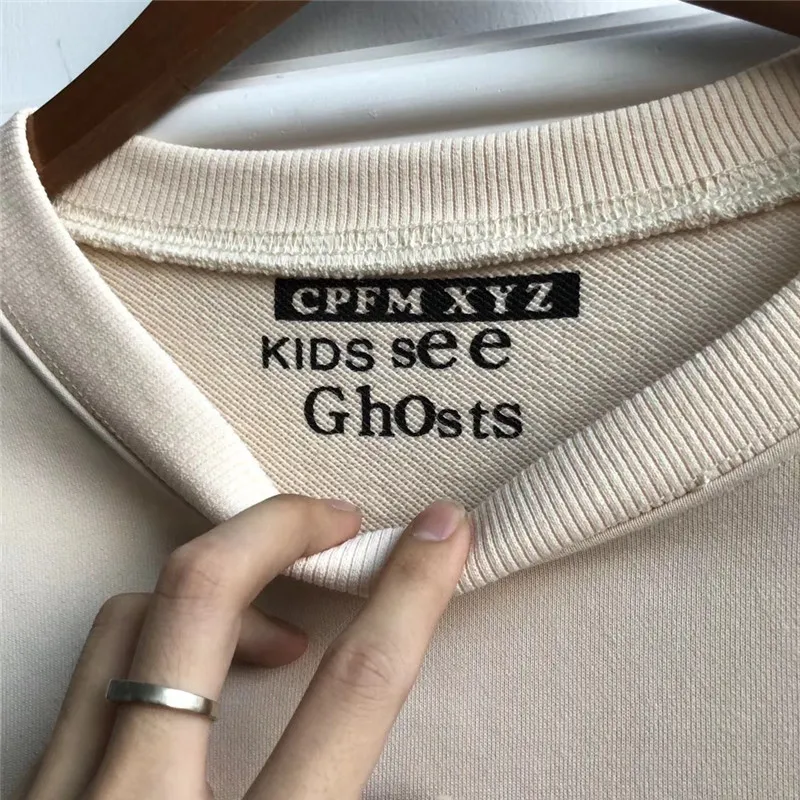 CPFM XYZ
KIDS see
GhOsts